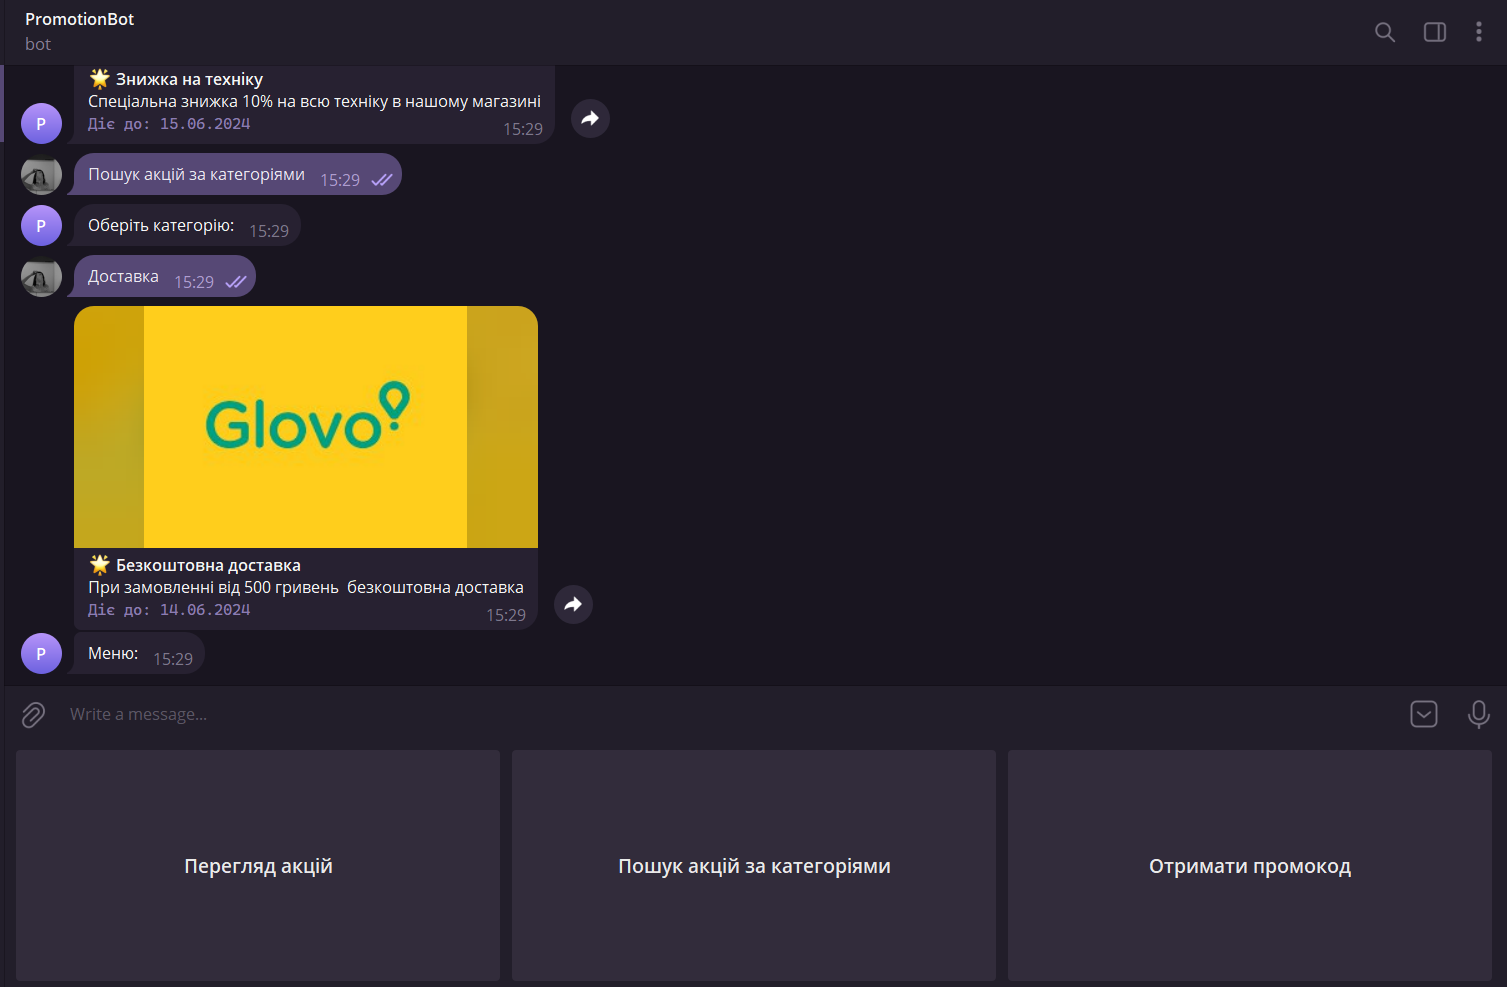 PromotionBot
bot
🌟 Знижка на техніку
Спеціальна знижка 10% на всю техніку в нашому магазині
Діє до: 15.06.2024
15:29
P
Пошук акцій за категоріями 15:29
P
Оберіть категорію: 15:29
Доставка 15:29
Glovo
🌟 Безкоштовна доставка
При замовленні від 500 гривень  безкоштовна доставка
Діє до: 14.06.2024
15:29
P
Меню: 15:29
Write a message...
Перегляд акцій
Пошук акцій за категоріями
Отримати промокод